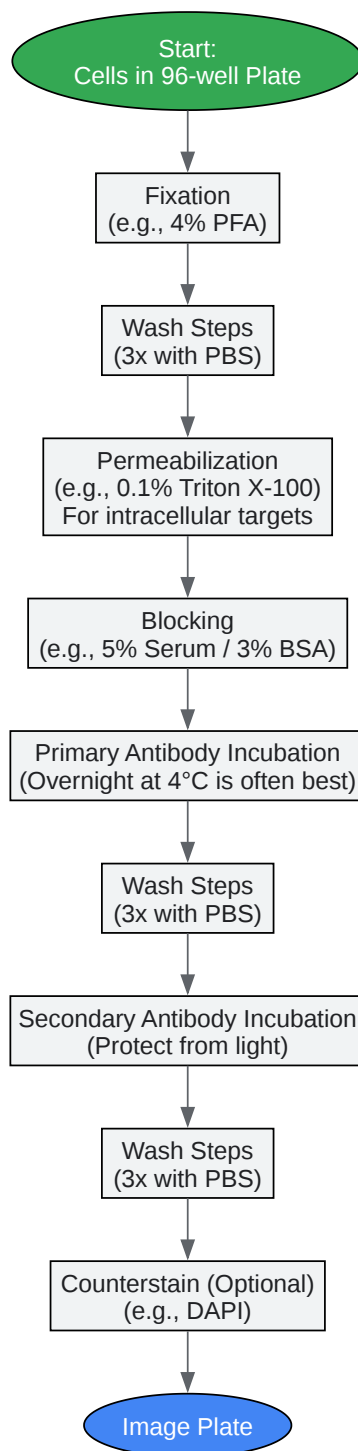 Start:
Cells in 96-well Plate
Fixation
(e.g., 4% PFA)
Wash Steps
(3x with PBS)
Permeabilization
(e.g., 0.1% Triton X-100)
For intracellular targets
Blocking
(e.g., 5% Serum / 3% BSA)
Primary Antibody Incubation
(Overnight at 4°C is often best)
Wash Steps
(3x with PBS)
Secondary Antibody Incubation
(Protect from light)
Wash Steps
(3x with PBS)
Counterstain (Optional)
(e.g., DAPI)
Image Plate